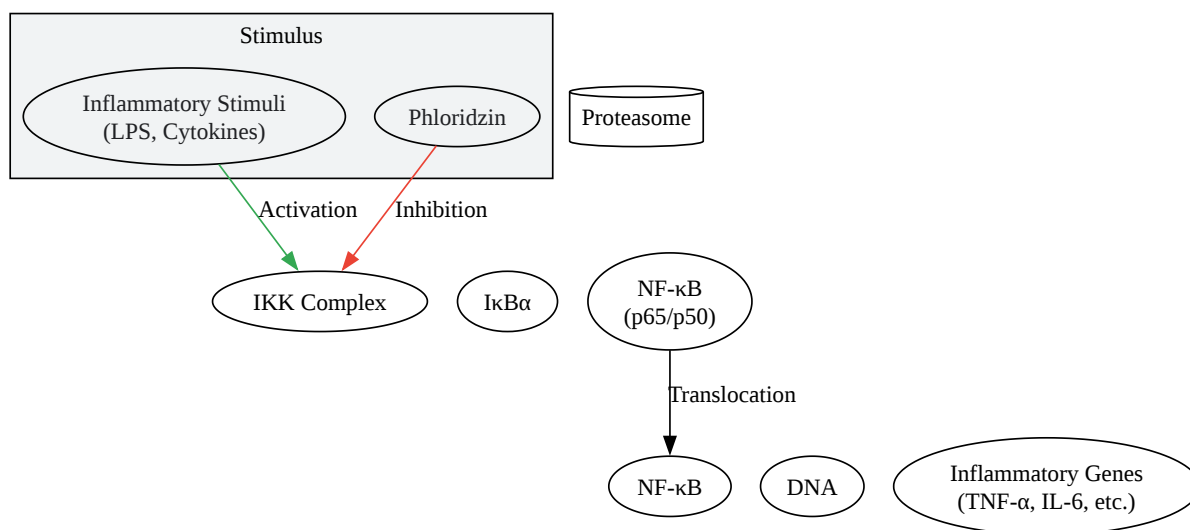 Stimulus
Inflammatory Stimuli
(LPS, Cytokines)
Phloridzin
Proteasome
Activation
Inhibition
IKK Complex
IκBα
NF-κB
(p65/p50)
Translocation
NF-κB
DNA
Inflammatory Genes
(TNF-α, IL-6, etc.)